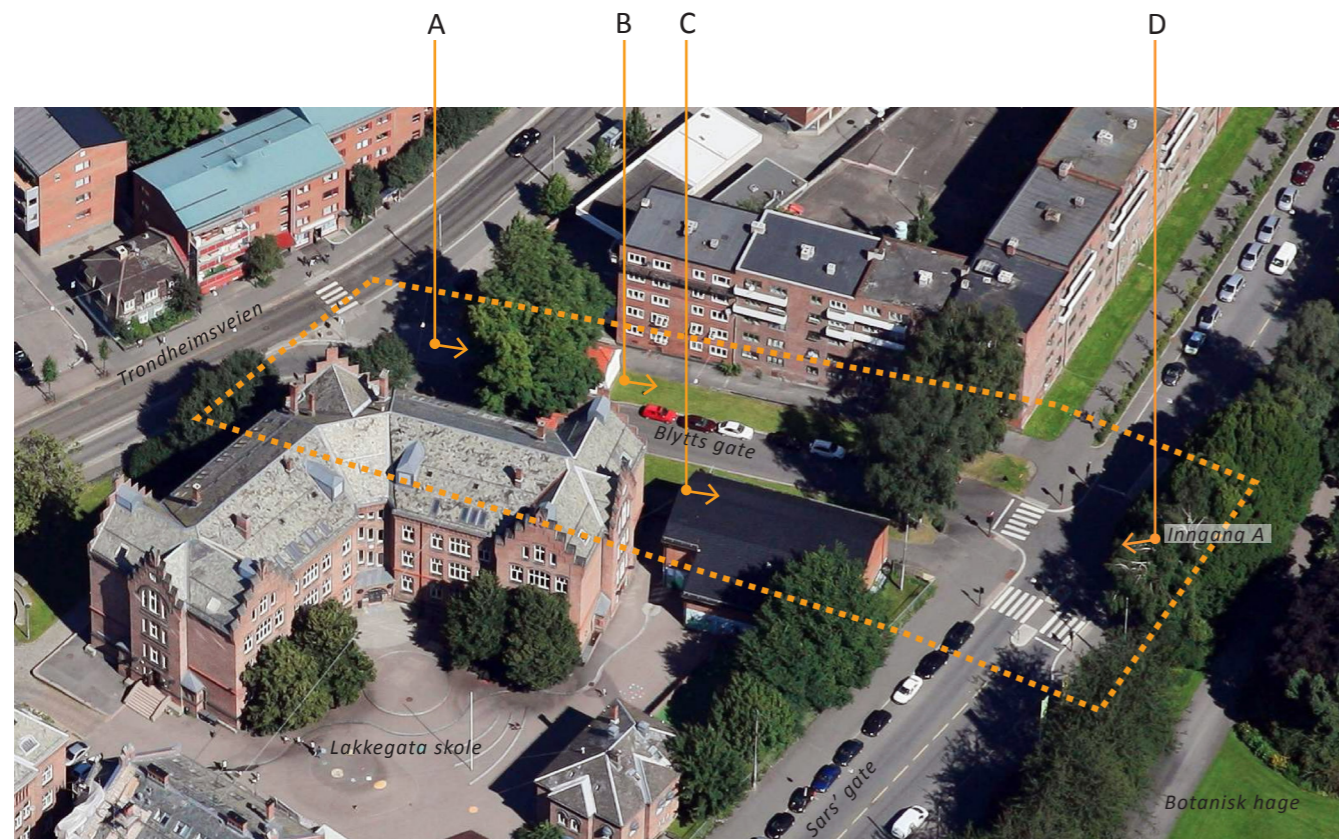 A
B
C
D
Trondheimsveien
Blytts gate
Inngang A
Lakkegata skole
Sars' gate
Botanisk hage